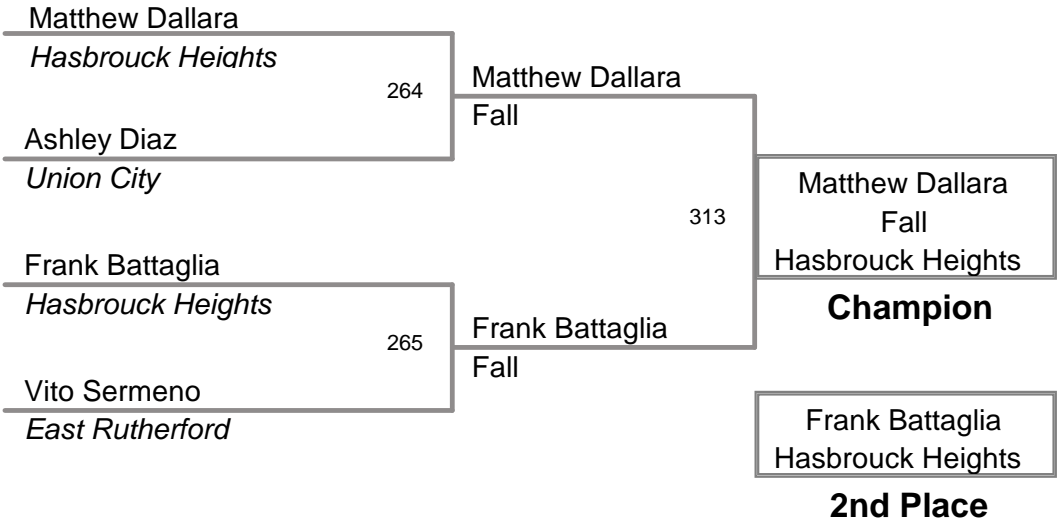 Matthew Dallara
Hasbrouck Heights
264
Ashley Diaz
Union City
Matthew Dallara
Fall
Frank Battaglia
Hasbrouck Heights
265
Vito Sermeno
East Rutherford
Frank Battaglia
Fall
313
Matthew Dallara
Fall
Hasbrouck Heights
Champion
Frank Battaglia
Hasbrouck Heights
2nd Place